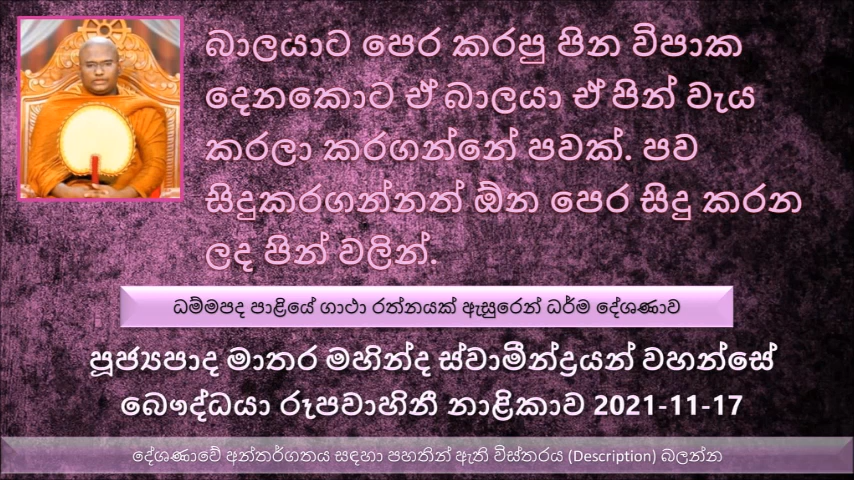 බාලයාට පෙර කරපු පින විපාක
දෙනකොට ඒ බාලයා ඒ පින් වැය
කරලා කරගන්නේ පවක්. පව
සිදුකරගන්නත් ඕන පෙර සිදු කරන
ලද පින් වලින්.
ධම්මපද පාළියේ ගාථා රත්නයක් ඇසුරෙන් ධර්ම දේශණාව
පූජ්‍යපාද මාතර මහින්ද ස්වාමීන්ද්‍රයන් වහන්සේ
බෞද්ධයා රූපවාහිනී නාළිකාව 2021-11-17
දේශණාවේ අන්තර්ගතය සඳහා පහතින් ඇති විස්තරය (Description) බලන්න